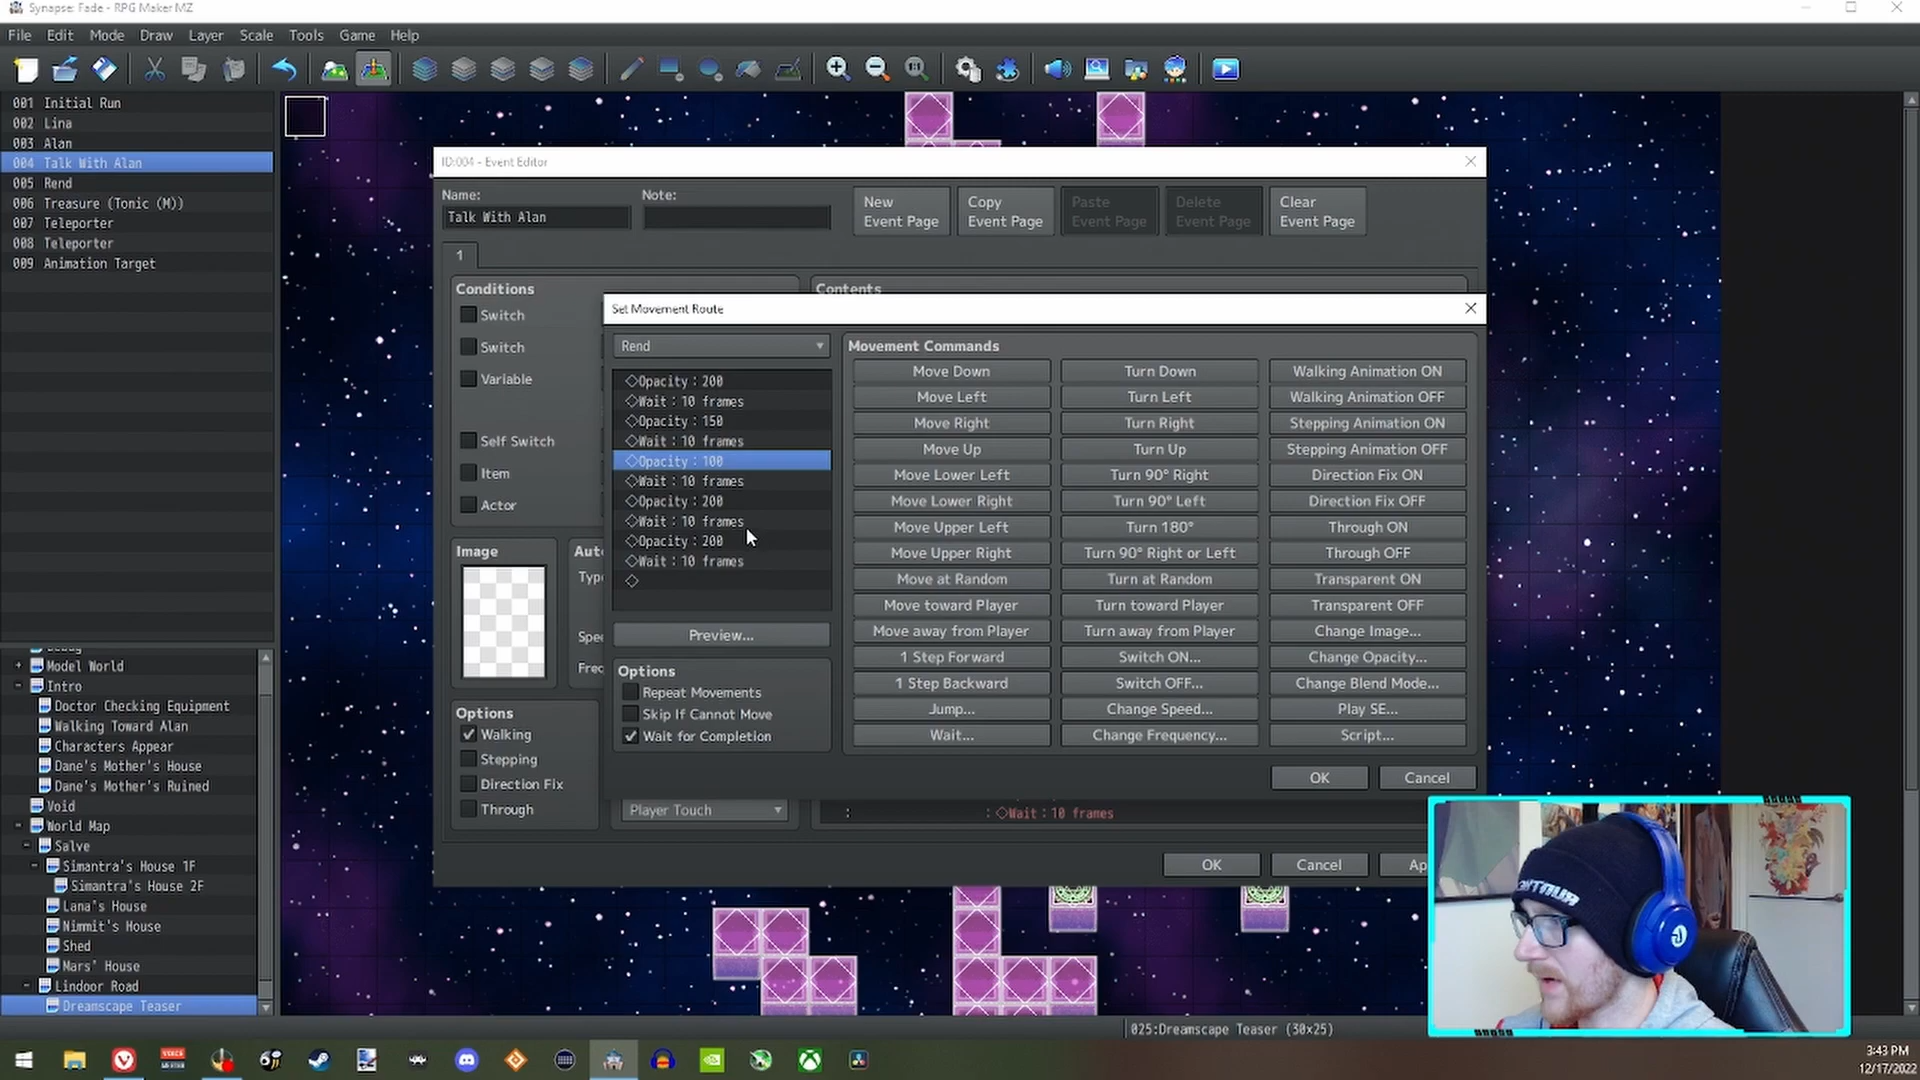 Synapse: Fade - RPG Maker MZ
File Edit Mode Draw Layer Scale Tools Game Help
001 Initial Run
002 Lina
003 Alan
004 Talk With Alan
005 Rend
006 Treasure (Tonic (M))
007 Teleporter
008 Teleporter
009 Animation Target
Model World
Intro
Doctor Checking Equipment
Walking Toward Alan
Characters Appear
Dane's Mother's House
Dane's Mother's Ruined
Void
World Map
Salve
Simantra's House 1F
Simantra's House 2F
Lana's House
Nimmit's House
Shed
Mars' House
Lindoor Road
Dreamscape Teaser
ID:004 - Event Editor
Name:
Talk With Alan
Note:
New Event Page
Copy Event Page
Paste Event Page
Delete Event Page
Clear Event Page
1
Conditions
Switch
Switch
Variable
Self Switch
Item
Actor
Image
Options
Walking
Stepping
Direction Fix
Through
Player Touch
Contents
: :◇Wait:10 frames
OK Cancel Ap
Set Movement Route
Rend
◇Opacity:200
◇Wait:10 frames
◇Opacity:150
◇Wait:10 frames
◇Opacity:100
◇Wait:10 frames
◇Opacity:200
◇Wait:10 frames
◇Opacity:200
◇Wait:10 frames
◇
Preview...
Options
Repeat Movements
Skip If Cannot Move
Wait for Completion
Movement Commands
Move Down Turn Down Walking Animation ON
Move Left Turn Left Walking Animation OFF
Move Right Turn Right Stepping Animation ON
Move Up Turn Up Stepping Animation OFF
Move Lower Left Turn 90° Right Direction Fix ON
Move Lower Right Turn 90° Left Direction Fix OFF
Move Upper Left Turn 180° Through ON
Move Upper Right Turn 90° Right or Left Through OFF
Move at Random Turn at Random Transparent ON
Move toward Player Turn toward Player Transparent OFF
Move away from Player Turn away from Player Change Image...
1 Step Forward Switch ON... Change Opacity...
1 Step Backward Switch OFF... Change Blend Mode...
Jump... Change Speed... Play SE...
Wait... Change Frequency... Script...
OK Cancel
025:Dreamscape Teaser (30x25)
3:43 PM
12/17/2022